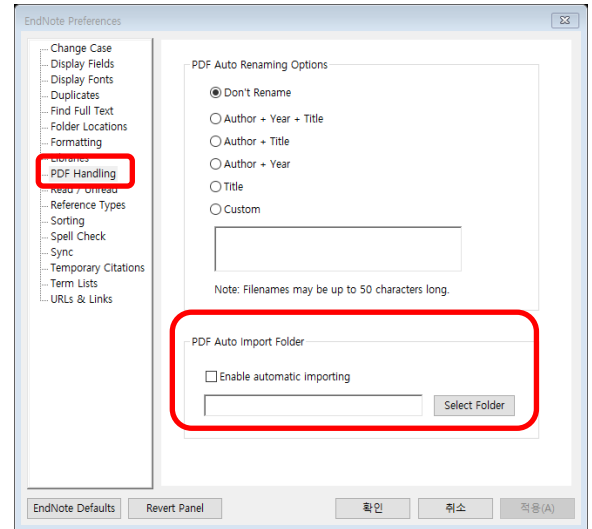 EndNote Preferences
Change Case
Display Fields
Display Fonts
Duplicates
Find Full Text
Folder Locations
Formatting
Libraries
PDF Handling
Read / Unread
Reference Types
Sorting
Spell Check
Sync
Temporary Citations
Term Lists
URLs & Links
PDF Auto Renaming Options
Don't Rename
Author + Year + Title
Author + Title
Author + Year
Title
Custom
Note: Filenames may be up to 50 characters long.
PDF Auto Import Folder
Enable automatic importing
Select Folder
EndNote Defaults
Revert Panel
확인
취소
적용(A)